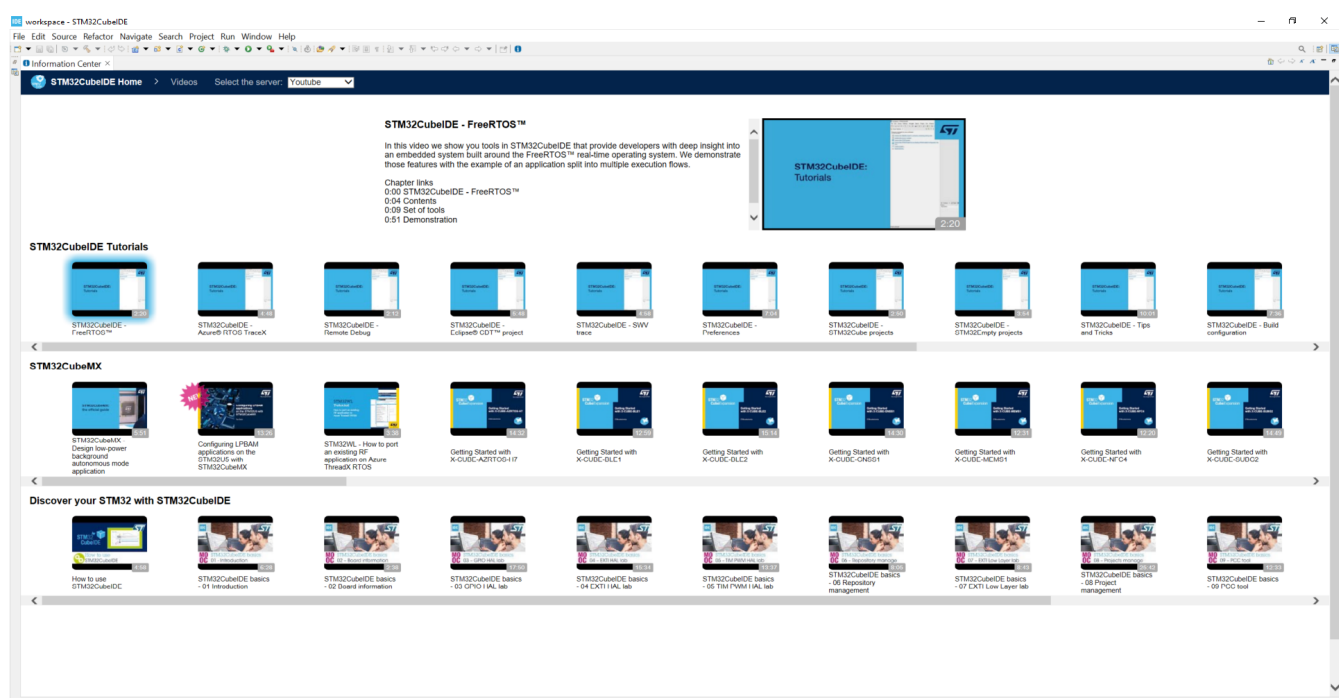 IDE workspace - STM32CubeIDE
File Edit Source Refactor Navigate Search Project Run Window Help
Information Center
STM32CubeIDE Home > Videos Select the server: Youtube
STM32CubeIDE - FreeRTOS™
In this video we show you tools in STM32CubeIDE that provide developers with deep insight into
an embedded system built around the FreeRTOS™ real-time operating system. We demonstrate
those features with the example of an application split into multiple execution flows.
Chapter links
0:00 STM32CubeIDE - FreeRTOS™
0:04 Contents
0:09 Set of tools
0:51 Demonstration
STM32CubeIDE:
Tutorials
2:20
STM32CubeIDE Tutorials
STM32CubeIDE -
FreeRTOS™
STM32CubeIDE -
Azure® RTOS TraceX
STM32CubeIDE -
Remote Debug
STM32CubeIDE -
Eclipse® CDT™ project
STM32CubeIDE - SWV
trace
STM32CubeIDE -
Preferences
STM32CubeIDE -
STM32Cube projects
STM32CubeIDE -
STM32Empty projects
STM32CubeIDE - Tips
and Tricks
STM32CubeIDE - Build
configuration
STM32CubeMX
NEW
STM32CubeMX -
Design low-power
background
autonomous mode
application
Configuring LPBAM
applications on the
STM32U5 with
STM32CubeMX
STM32WL - How to port
an existing RF
application on Azure
ThreadX RTOS
Getting Started with
X-CUBE-AZRTOS-H7
Getting Started with
X-CUBE-BLE1
Getting Started with
X-CUBE-BLE2
Getting Started with
X-CUBE-GNSS1
Getting Started with
X-CUBE-MEMS1
Getting Started with
X-CUBE-NFC4
Getting Started with
X-CUBE-SUBG2
Discover your STM32 with STM32CubeIDE
How to use
STM32CubeIDE
STM32CubeIDE basics
- 01 Introduction
STM32CubeIDE basics
- 02 Board information
STM32CubeIDE basics
- 03 GPIO HAL lab
STM32CubeIDE basics
- 04 EXTI HAL lab
STM32CubeIDE basics
- 05 TIM PWM HAL lab
STM32CubeIDE basics
- 06 Repository
management
STM32CubeIDE basics
- 07 EXTI Low Layer lab
STM32CubeIDE basics
- 08 Project
management
STM32CubeIDE basics
- 09 PCC tool